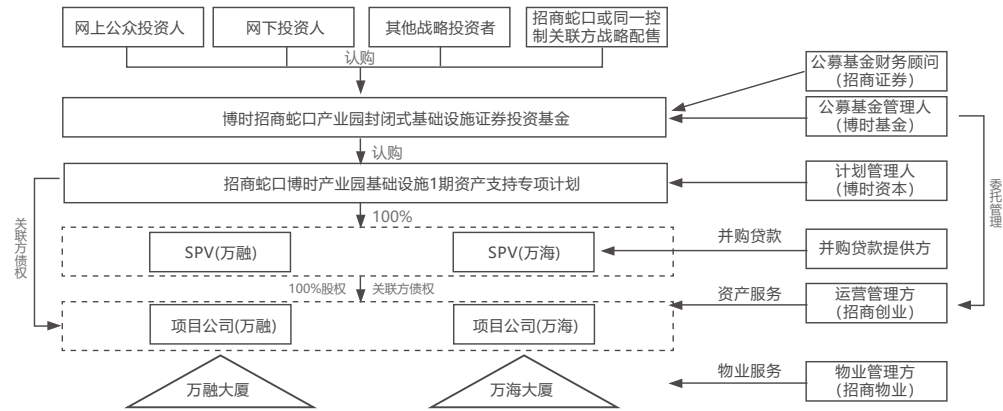 网上公众投资人
网下投资人
其他战略投资者
招商蛇口或同一控
制关联方战略配售
认购
公募基金财务顾问
(招商证券)
博时招商蛇口产业园封闭式基础设施证券投资基金
公募基金管理人
(博时基金)
认购
招商蛇口博时产业园基础设施1期资产支持专项计划
计划管理人
(博时资本)
委托管理
关联方债权
100%
SPV(万融)
SPV(万海)
并购贷款
并购贷款提供方
100%股权
关联方债权
资产服务
运营管理方
(招商创业)
项目公司(万融)
项目公司(万海)
万融大厦
万海大厦
物业服务
物业管理方
(招商物业)